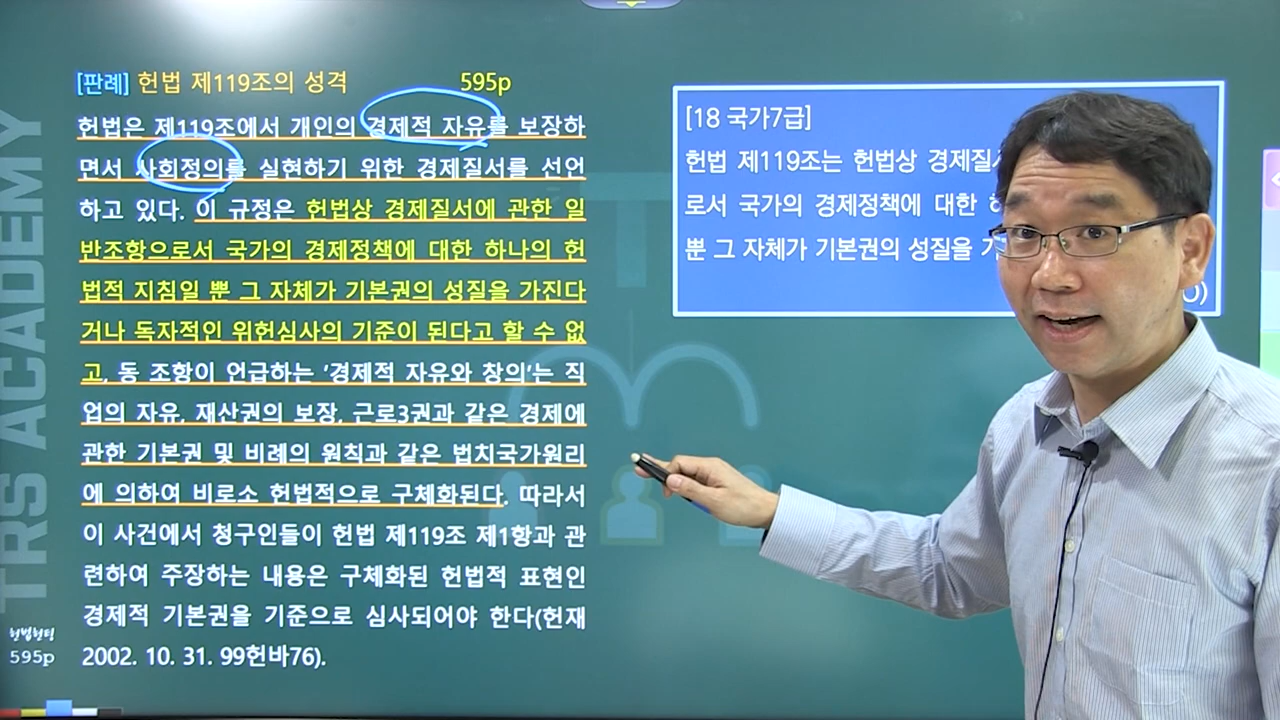 [판례] 헌법 제119조의 성격 595p
헌법은 제119조에서 개인의 경제적 자유를 보장하
면서 사회정의를 실현하기 위한 경제질서를 선언
하고 있다. 이 규정은 헌법상 경제질서에 관한 일
반조항으로서 국가의 경제정책에 대한 하나의 헌
법적 지침일 뿐 그 자체가 기본권의 성질을 가진다
거나 독자적인 위헌심사의 기준이 된다고 할 수 없
고, 동 조항이 언급하는 '경제적 자유와 창의'는 직
업의 자유, 재산권의 보장, 근로3권과 같은 경제에
관한 기본권 및 비례의 원칙과 같은 법치국가원리
에 의하여 비로소 헌법적으로 구체화된다. 따라서
이 사건에서 청구인들이 헌법 제119조 제1항과 관
련하여 주장하는 내용은 구체화된 헌법적 표현인
경제적 기본권을 기준으로 심사되어야 한다(헌재
2002. 10. 31. 99헌바76).
[18 국가7급]
헌법 제119조는 헌법상 경제질
로서 국가의 경제정책에 대한
뿐 그 자체가 기본권의 성질을
O)
TRS ACADEMY
헌법헌팅
595p